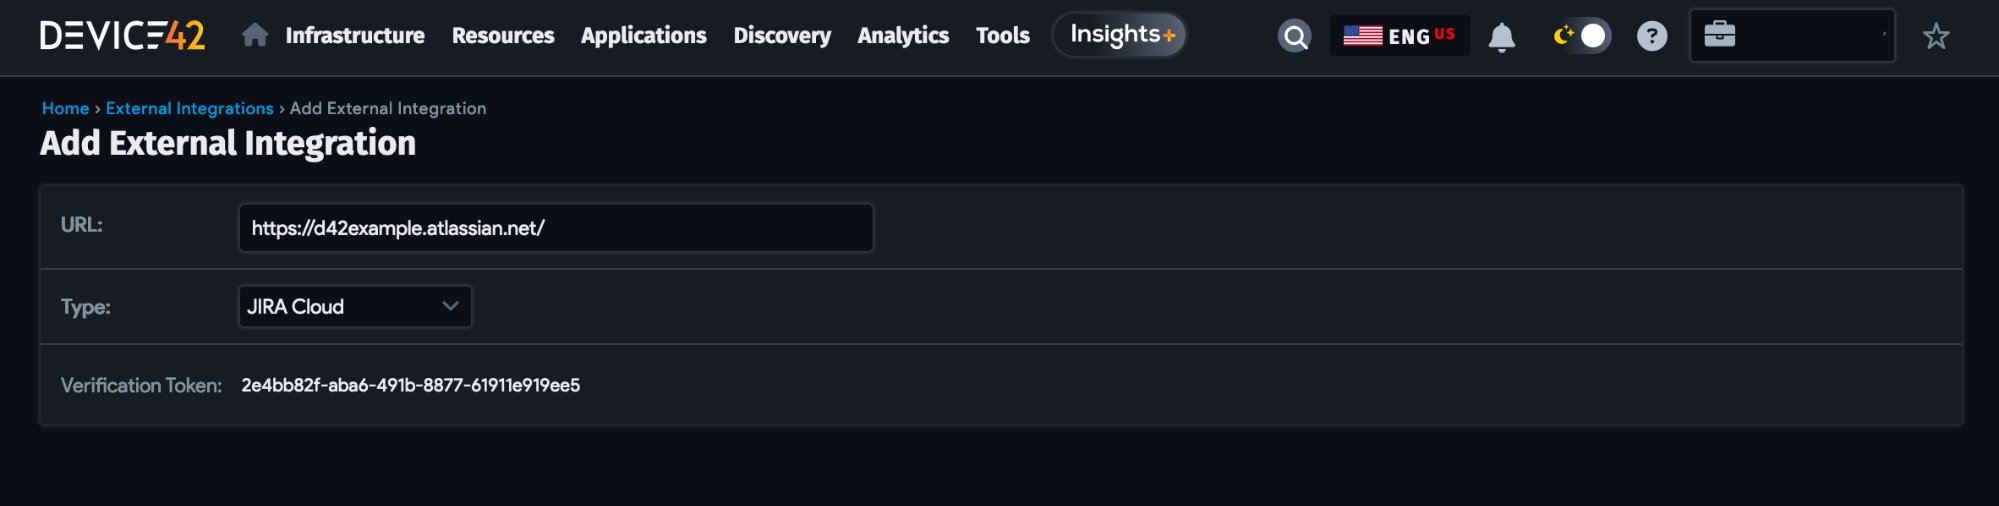 DEVICE42 Infrastructure Resources Applications Discovery Analytics Tools Insights+ ENG US ?
Home › External Integrations › Add External Integration
Add External Integration
URL: https://d42example.atlassian.net/
Type: JIRA Cloud
Verification Token: 2e4bb82f-aba6-491b-8877-61911e919ee5